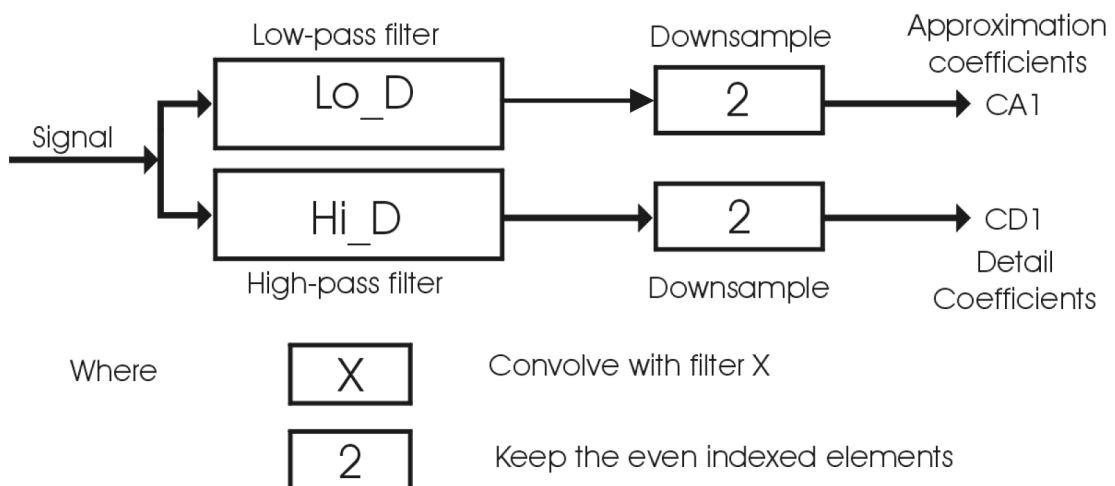 Low-pass filter
Downsample
Approximation
coefficients
Lo_D
2
CA1
Signal
Hi_D
2
CD1
High-pass filter
Downsample
Detail
Coefficients
Where
X
Convolve with filter X
2
Keep the even indexed elements